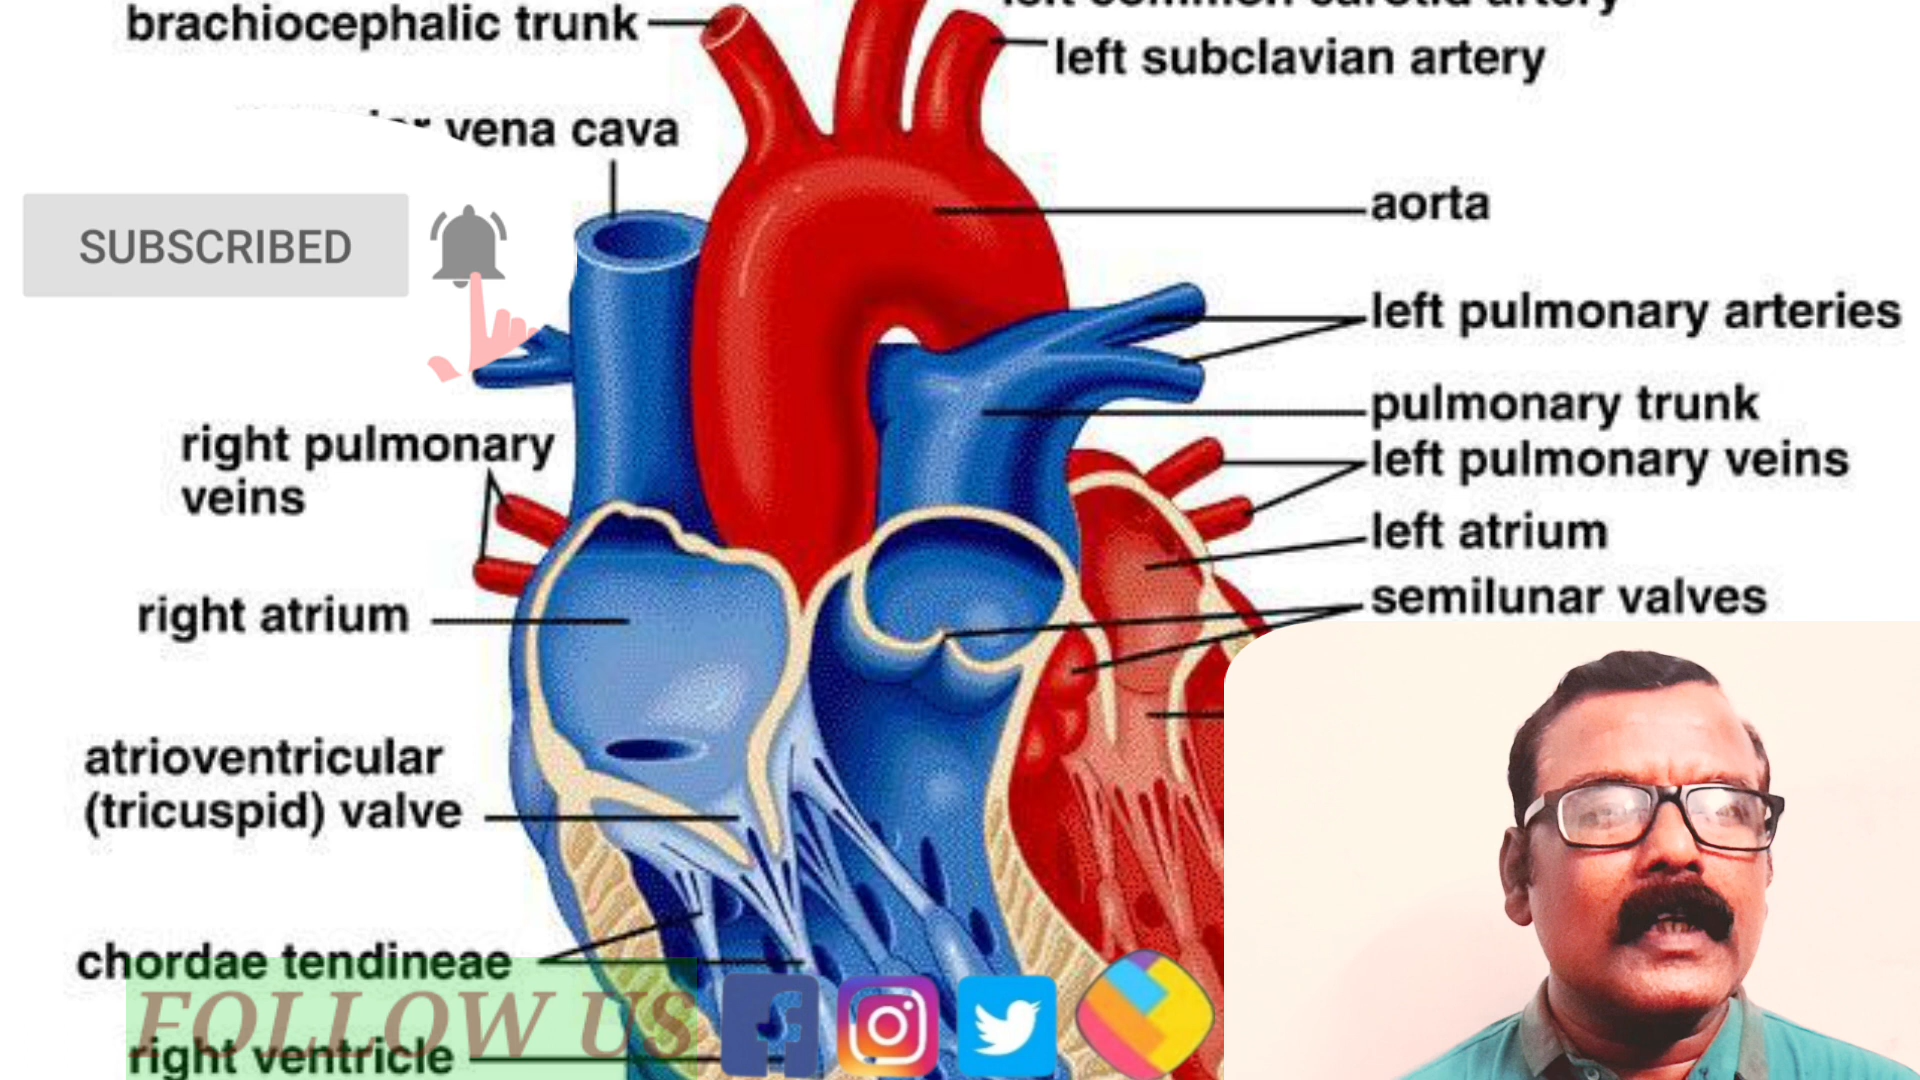 brachiocephalic trunk
left subclavian artery
vena cava
SUBSCRIBED
aorta
left pulmonary arteries
pulmonary trunk
left pulmonary veins
right pulmonary
veins
left atrium
semilunar valves
right atrium
atrioventricular
(tricuspid) valve
chordae tendineae
FOLLOW US
right ventricle